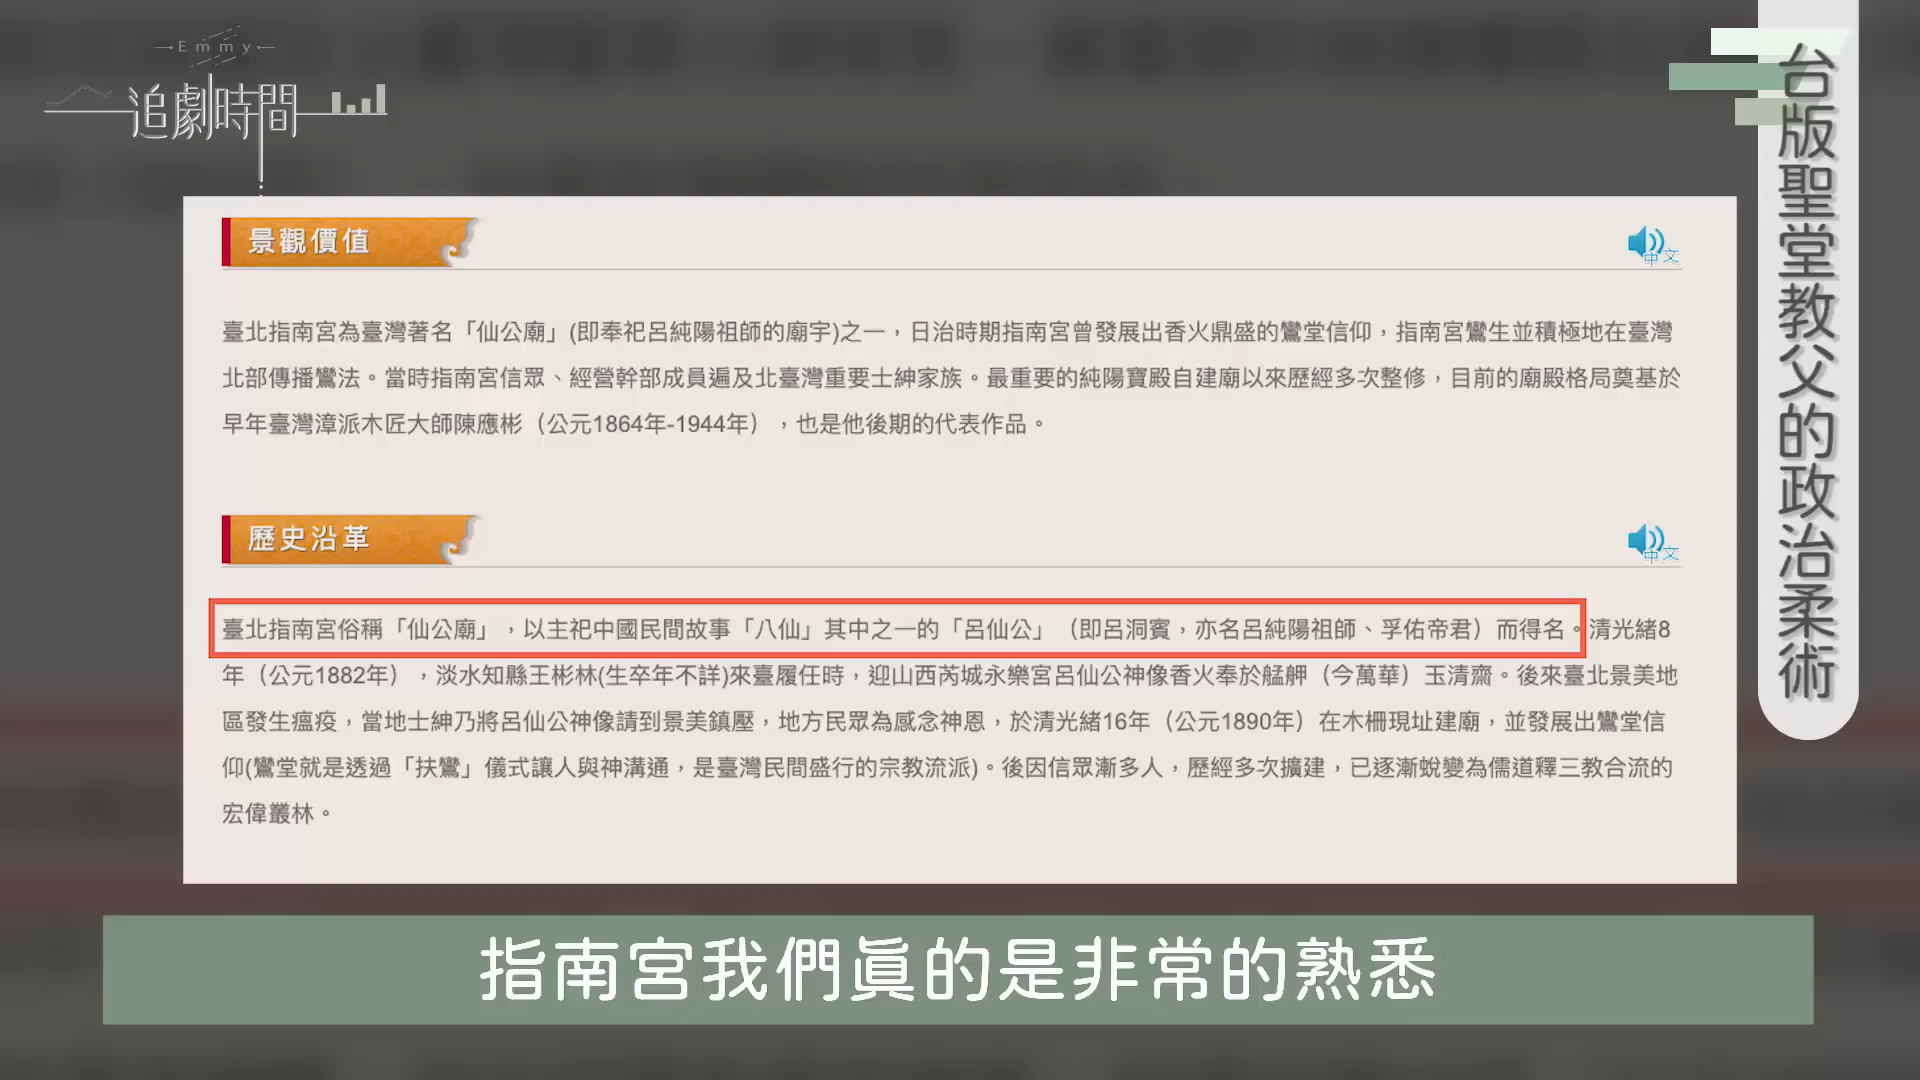 Emmy
追劇時間
台版聖堂教父的政治柔術
景觀價值
中文
臺北指南宮為臺灣著名「仙公廟」(即奉祀呂純陽祖師的廟宇)之一，日治時期指南宮曾發展出香火鼎盛的鸞堂信仰，指南宮鸞生並積極地在臺灣
北部傳播鸞法。當時指南宮信眾、經營幹部成員遍及北臺灣重要士紳家族。最重要的純陽寶殿自建廟以來歷經多次整修，目前的廟殿格局奠基於
早年臺灣漳派木匠大師陳應彬（公元1864年-1944年），也是他後期的代表作品。
歷史沿革
中文
臺北指南宮俗稱「仙公廟」，以主祀中國民間故事「八仙」其中之一的「呂仙公」（即呂洞賓，亦名呂純陽祖師、孚佑帝君）而得名。清光緒8
年（公元1882年），淡水知縣王彬林(生卒年不詳)來臺履任時，迎山西芮城永樂宮呂仙公神像香火奉於艋舺（今萬華）玉清齋。後來臺北景美地
區發生瘟疫，當地士紳乃將呂仙公神像請到景美鎮壓，地方民眾為感念神恩，於清光緒16年（公元1890年）在木柵現址建廟，並發展出鸞堂信
仰(鸞堂就是透過「扶鸞」儀式讓人與神溝通，是臺灣民間盛行的宗教流派)。後因信眾漸多人，歷經多次擴建，已逐漸蛻變為儒道釋三教合流的
宏偉叢林。
指南宮我們真的是非常的熟悉